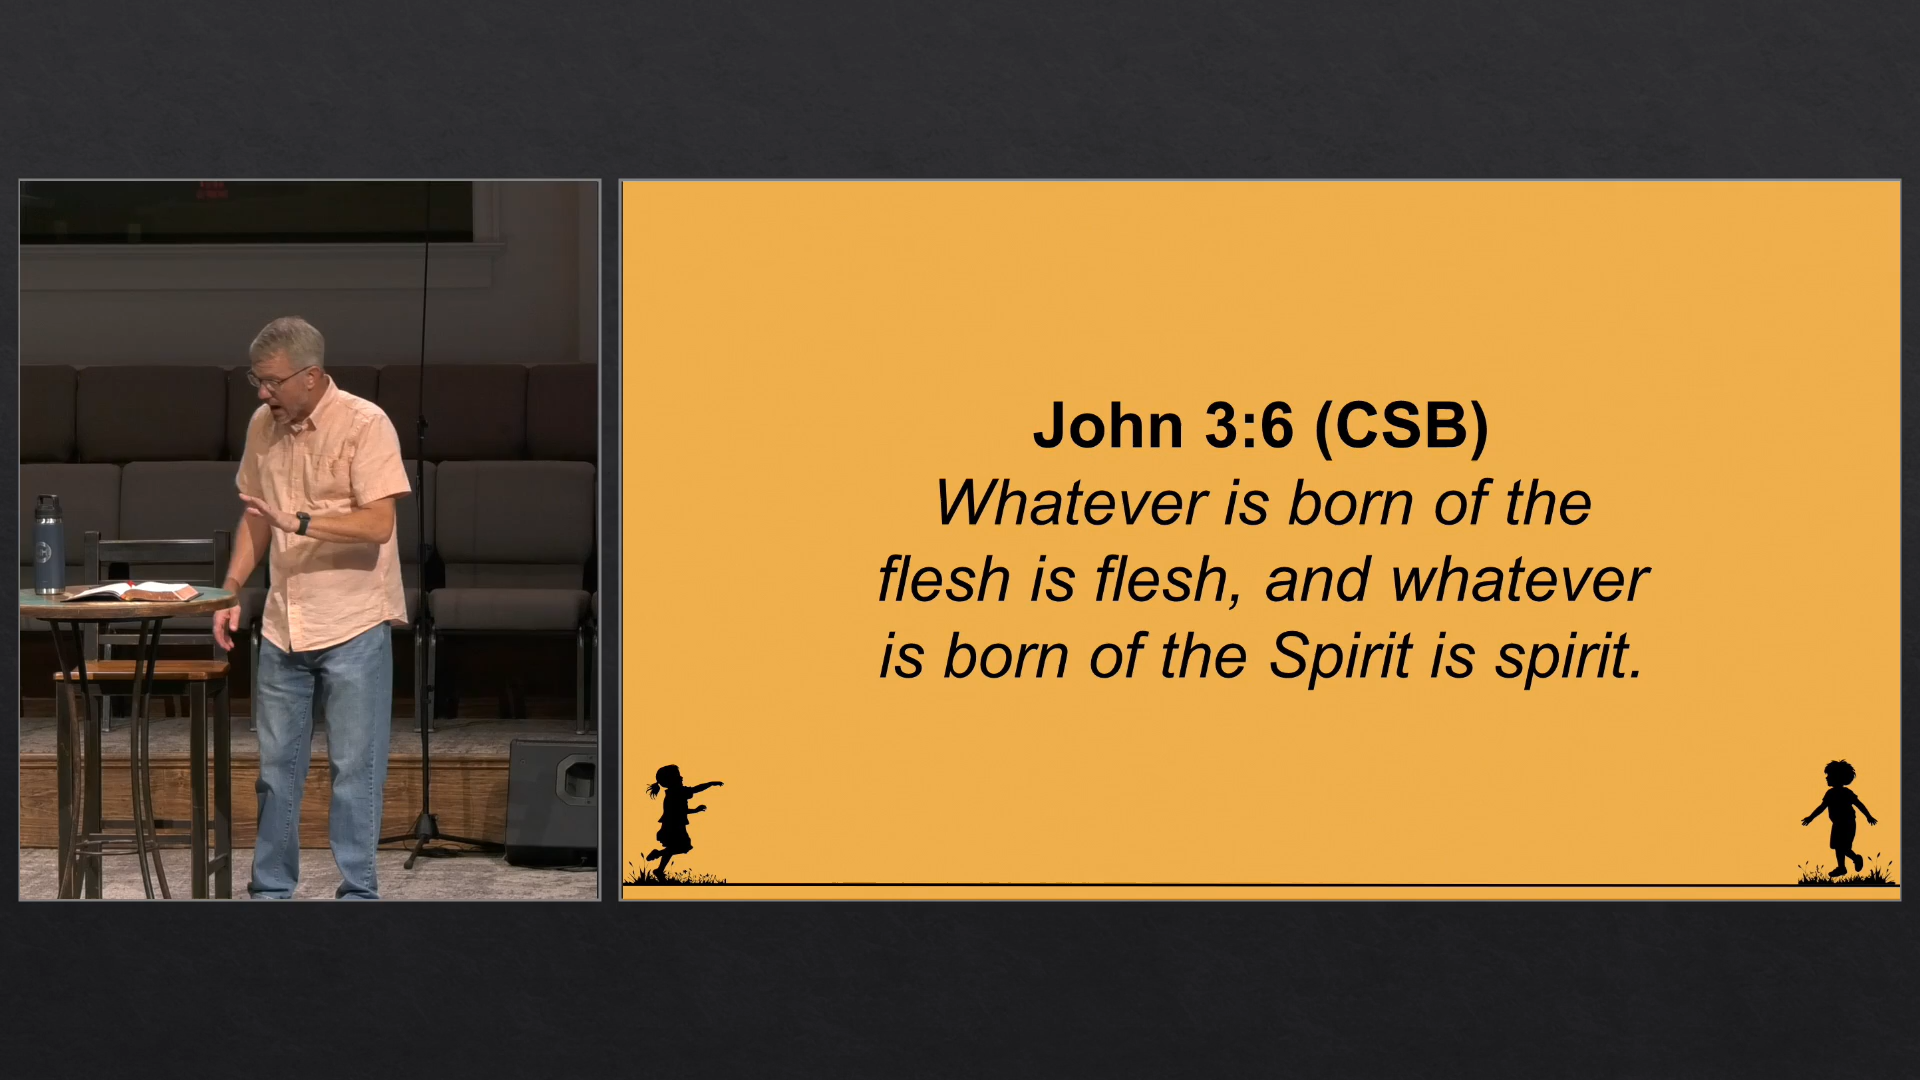 John 3:6 (CSB)
Whatever is born of the
flesh is flesh, and whatever
is born of the Spirit is spirit.